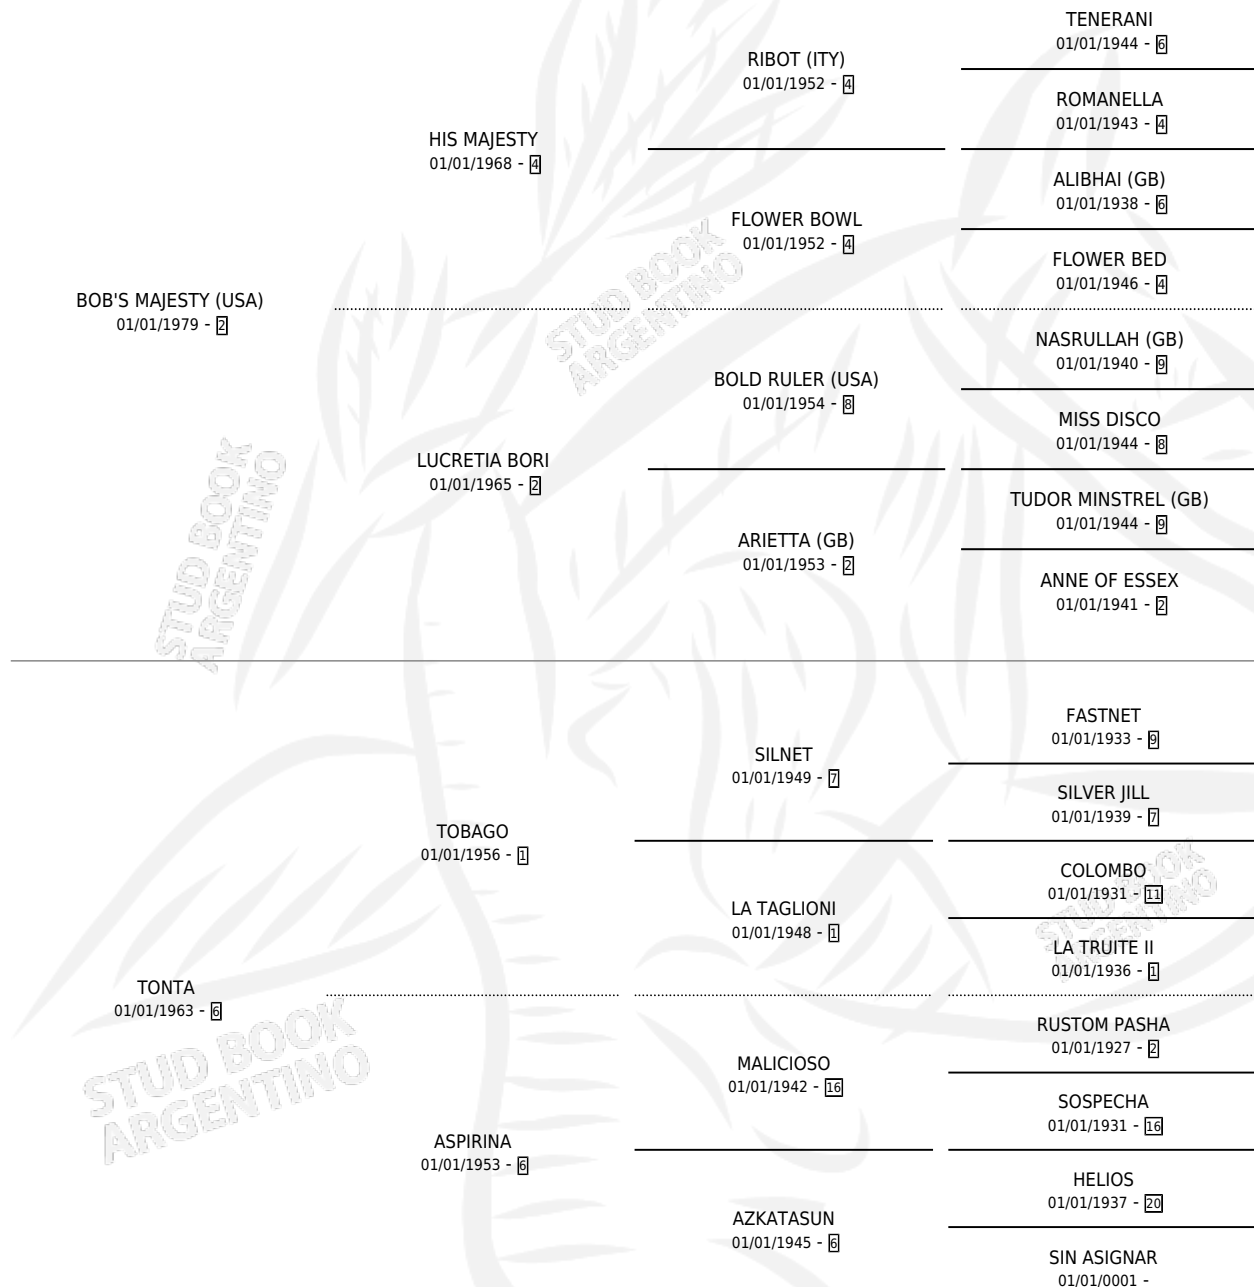 TENERANI
01/01/1944 - 6
RIBOT (ITY)
01/01/1952 - 4
ROMANELLA
01/01/1943 - 4
HIS MAJESTY
01/01/1968 - 4
ALIBHAI (GB)
01/01/1938 - 6
FLOWER BOWL
01/01/1952 - 4
FLOWER BED
01/01/1946 - 4
BOB'S MAJESTY (USA)
01/01/1979 - 2
NASRULLAH (GB)
01/01/1940 - 9
BOLD RULER (USA)
01/01/1954 - 8
MISS DISCO
01/01/1944 - 8
LUCRETIA BORI
01/01/1965 - 2
TUDOR MINSTREL (GB)
01/01/1944 - 9
ARIETTA (GB)
01/01/1953 - 2
ANNE OF ESSEX
01/01/1941 - 2
STUD BOOK
ARGENTINO
STUD BOOK
ARGENTINO
FASTNET
01/01/1933 - 9
SILNET
01/01/1949 - 7
SILVER JILL
01/01/1939 - 7
TOBAGO
01/01/1956 - 1
COLOMBO
01/01/1931 - 11
LA TAGLIONI
01/01/1948 - 1
LA TRUITE II
01/01/1936 - 1
TONTA
01/01/1963 - 6
RUSTOM PASHA
01/01/1927 - 2
MALICIOSO
01/01/1942 - 16
SOSPECHA
01/01/1931 - 16
ASPIRINA
01/01/1953 - 6
HELIOS
01/01/1937 - 20
AZKATASUN
01/01/1945 - 6
SIN ASIGNAR
01/01/0001 -
STUD BOOK
ARGENTINO
STUD BOOK
ARGENTINO